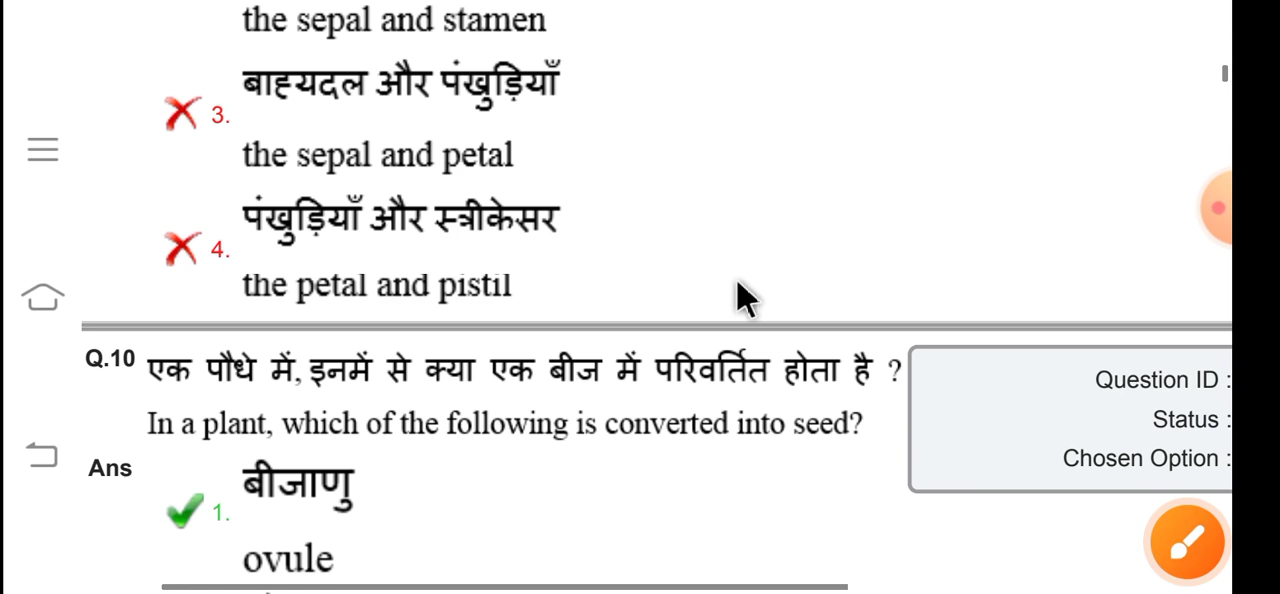 the sepal and stamen
बाह्यदल और पंखुड़ियाँ
3.
the sepal and petal
पंखुड़ियाँ और स्त्रीकेसर
4.
the petal and pistil
Q.10 एक पौधे में, इनमें से क्या एक बीज में परिवर्तित होता है ?
In a plant, which of the following is converted into seed?
Question ID :
Status :
Chosen Option :
Ans
बीजाणु
1.
ovule